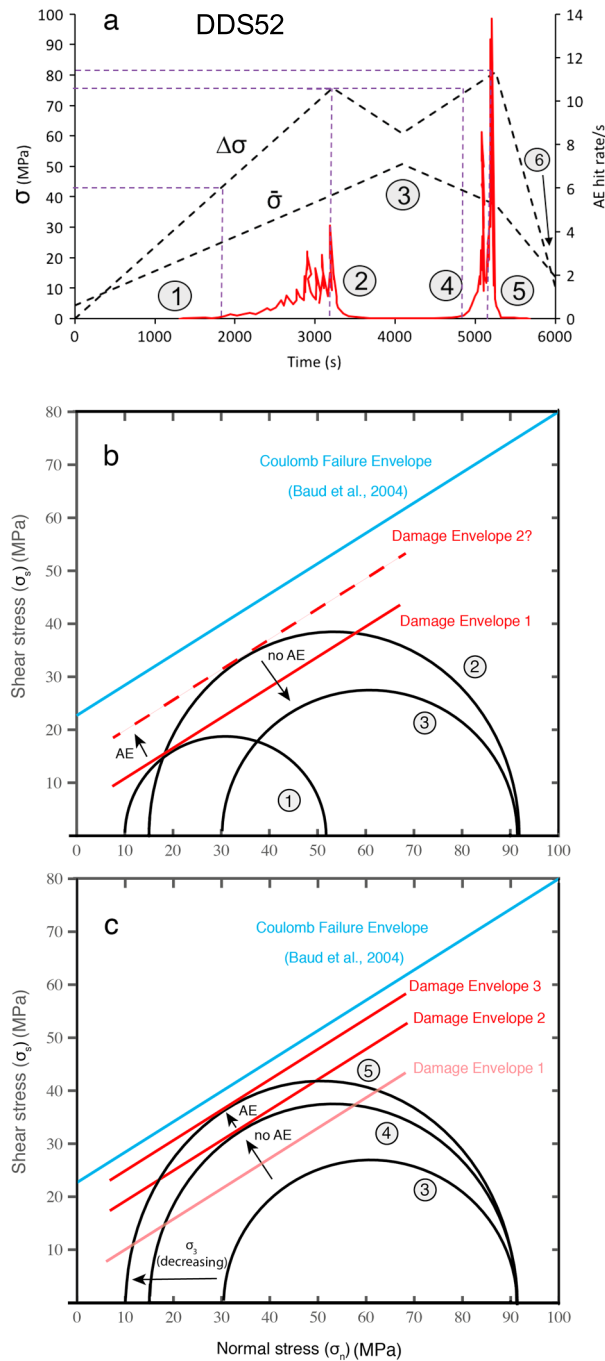 a
DDS52
100
90
80
70
60
50
40
30
20
10
0
σ (MPa)
14
12
10
8
6
4
2
0
AE hit rate/s
Δσ
σ̄
1
2
3
4
5
6
0 1000 2000 3000 4000 5000 6000
Time (s)
b
80
70
60
50
40
30
20
10
Shear stress (σs) (MPa)
Coulomb Failure Envelope
(Baud et al., 2004)
Damage Envelope 2?
Damage Envelope 1
no AE
AE
2
3
1
0 10 20 30 40 50 60 70 80 90 100
c
80
70
60
50
40
30
20
10
Shear stress (σs) (MPa)
Coulomb Failure Envelope
(Baud et al., 2004)
Damage Envelope 3
Damage Envelope 2
Damage Envelope 1
5
AE
no AE
4
3
σ3
(decreasing)
0 10 20 30 40 50 60 70 80 90 100
Normal stress (σn) (MPa)